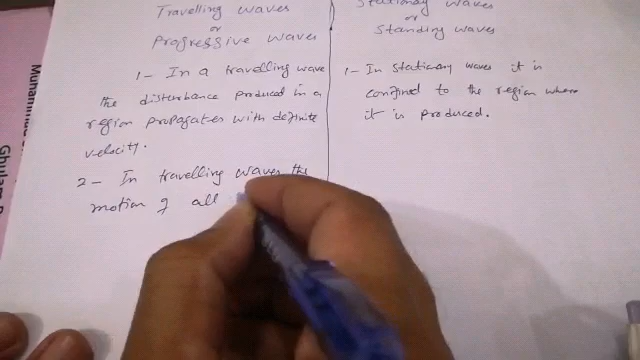 Travelling waves
or
Progressive waves
1- In a travelling wave
the disturbance produced in a
region propagates with definite
velocity.
2- In travelling waves the
motion of all
Stationary waves
or
Standing waves
1- In stationary waves it is
confined to the region where
it is produced.